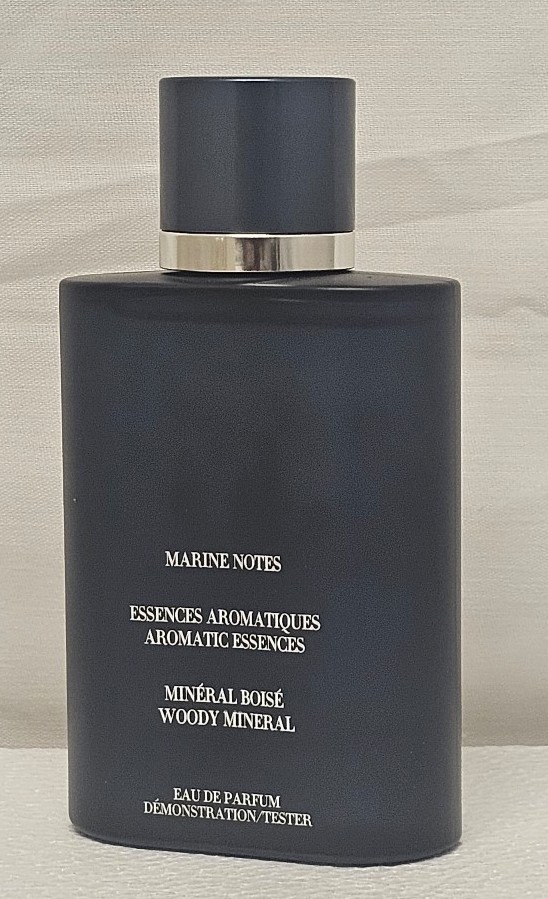 MARINE NOTES
ESSENCES AROMATIQUES
AROMATIC ESSENCES
MINÉRAL BOISÉ
WOODY MINERAL
EAU DE PARFUM
DÉMONSTRATION/TESTER